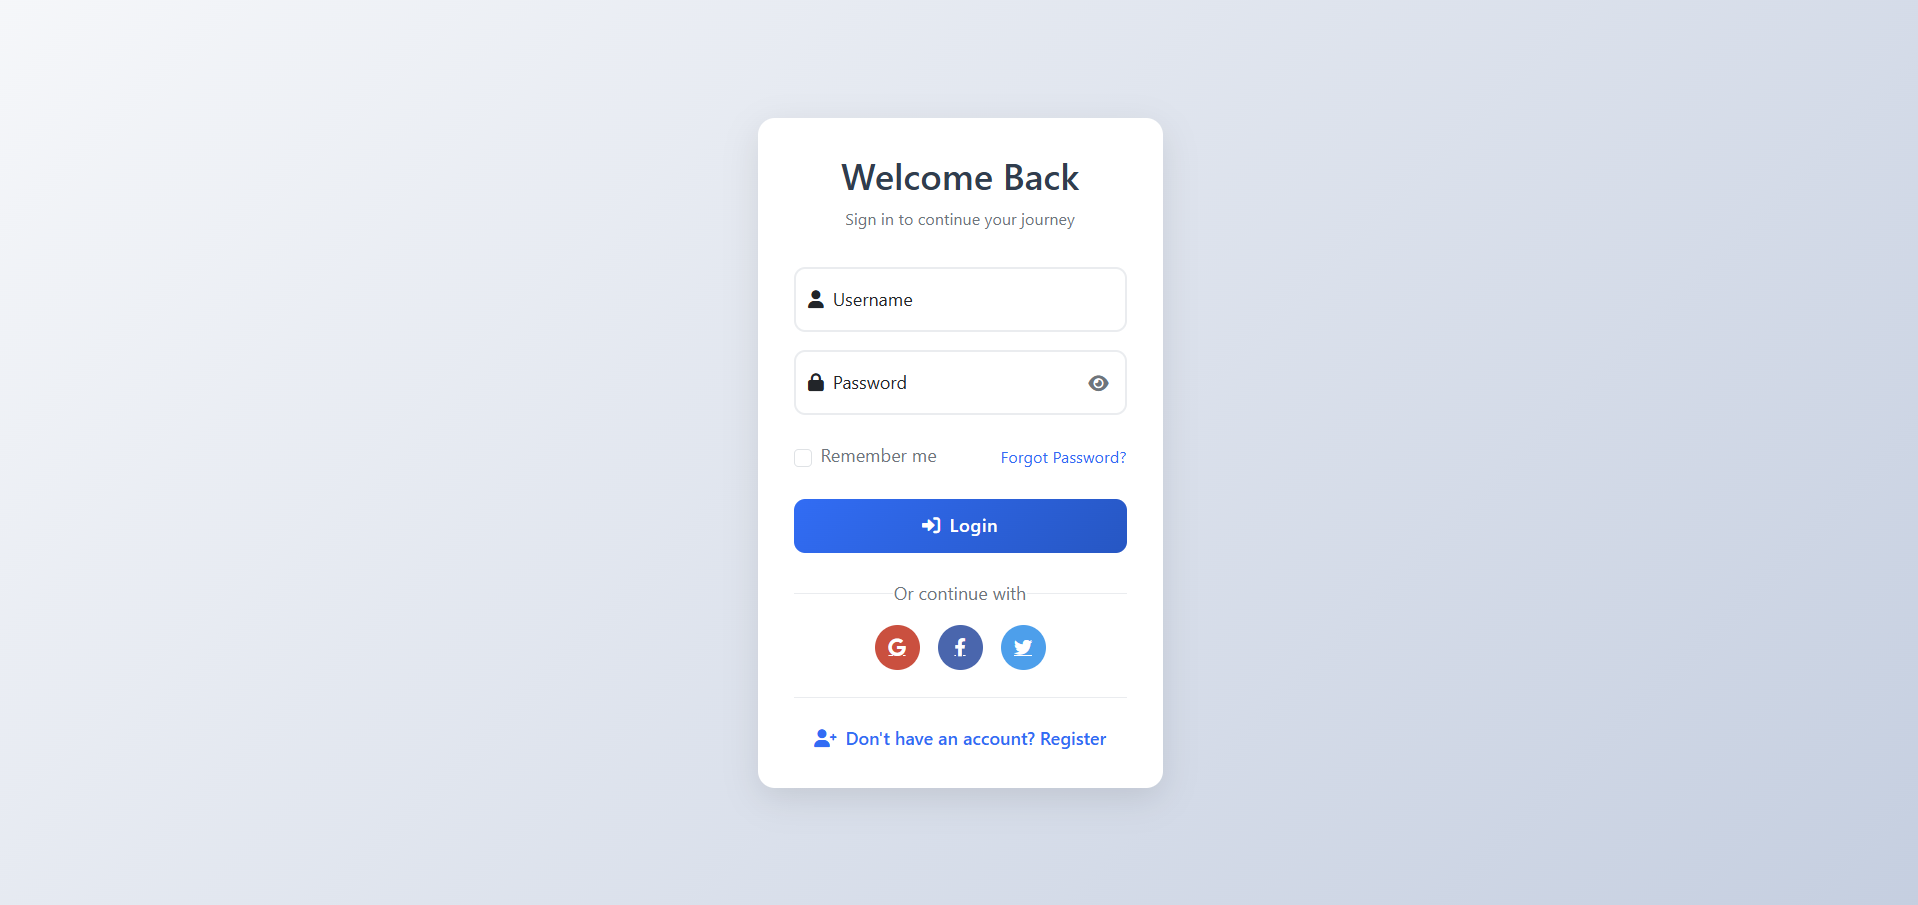 Welcome Back
Sign in to continue your journey
Username
Password
Remember me
Forgot Password?
Login
Or continue with
Don't have an account? Register